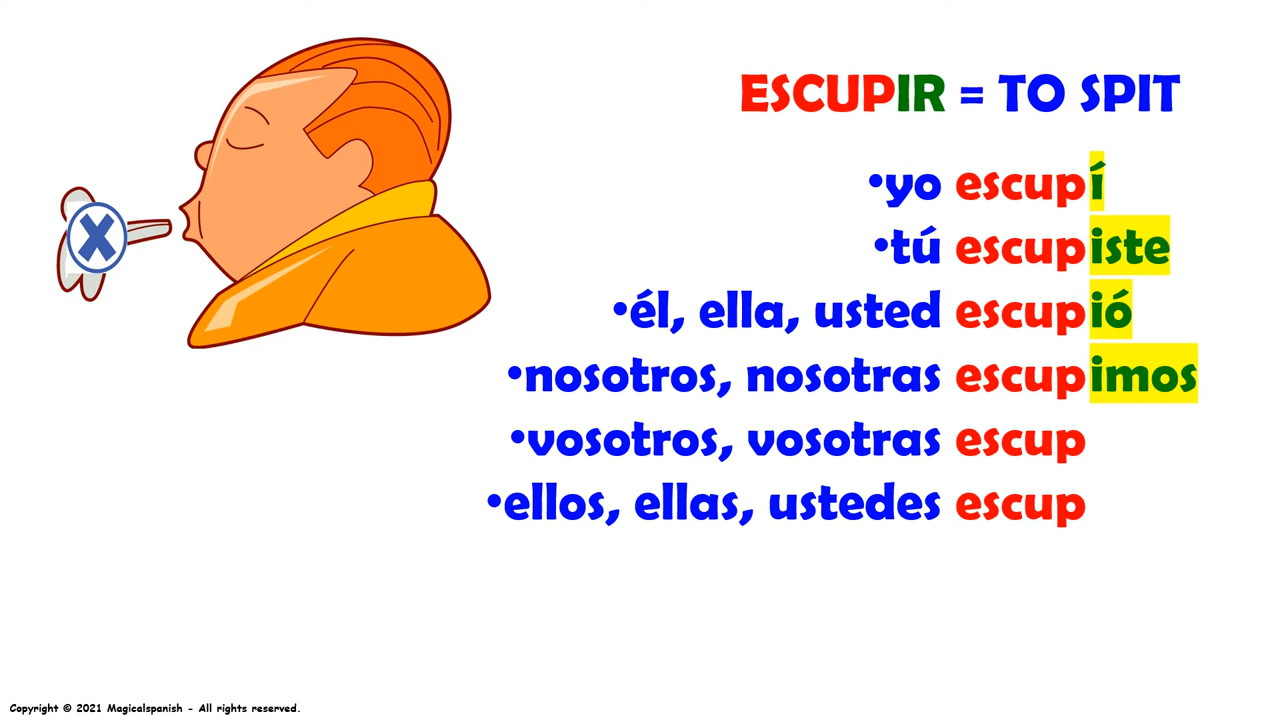 ESCUPIR = TO SPIT
•yo escupí
•tú escupiste
•él, ella, usted escupió
•nosotros, nosotras escupimos
•vosotros, vosotras escup
•ellos, ellas, ustedes escup
X
Copyright © 2021 Magicalspanish - All rights reserved.